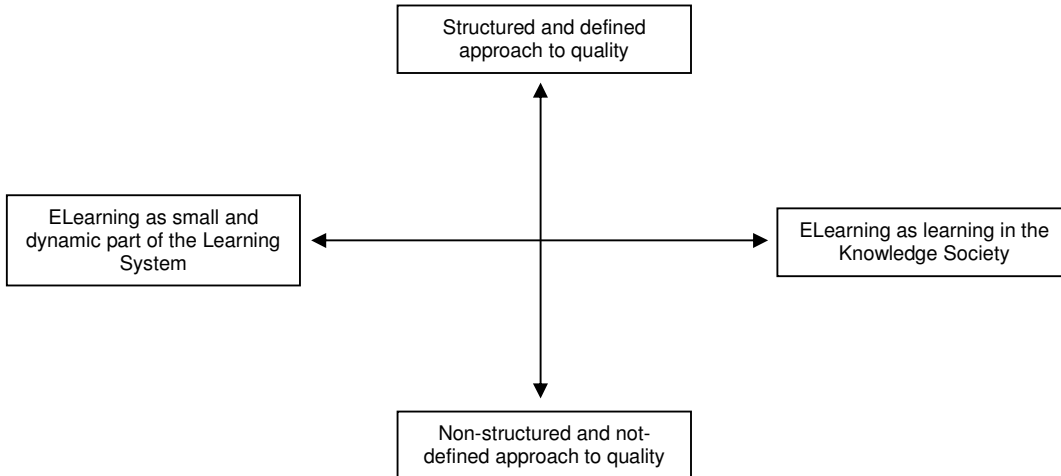 Structured and defined
approach to quality
ELearning as small and
dynamic part of the Learning
System
ELearning as learning in the
Knowledge Society
Non-structured and not-
defined approach to quality